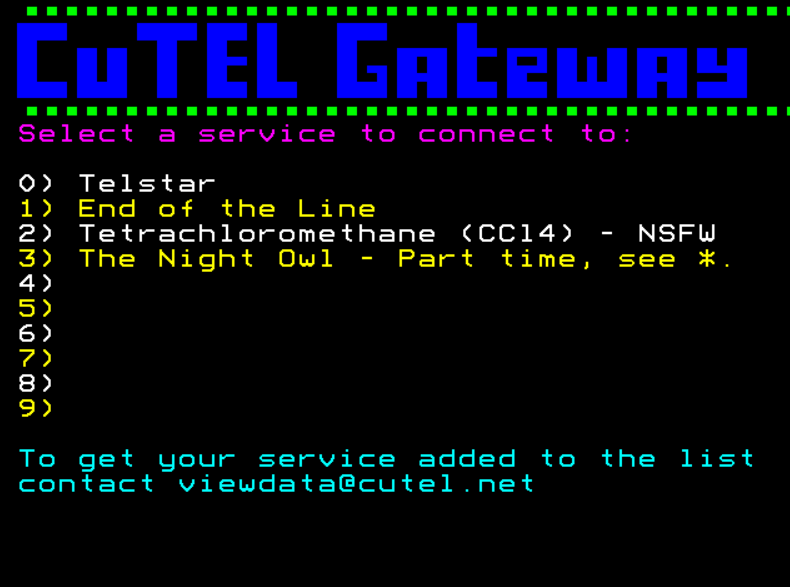 CuTEL Gateway
Select a service to connect to:
0) Telstar
1) End of the Line
2) Tetrachloromethane (CCl4) - NSFW
3) The Night Owl - Part time, see *.
4)
5)
6)
7)
8)
9)
To get your service added to the list
contact viewdata@cutel.net